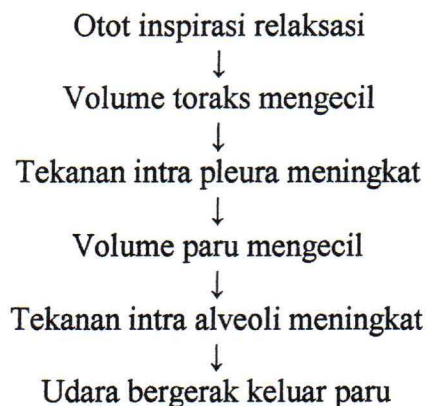 Otot inspirasi relaksasi
↓
Volume toraks mengecil
↓
Tekanan intra pleura meningkat
↓
Volume paru mengecil
↓
Tekanan intra alveoli meningkat
↓
Udara bergerak keluar paru